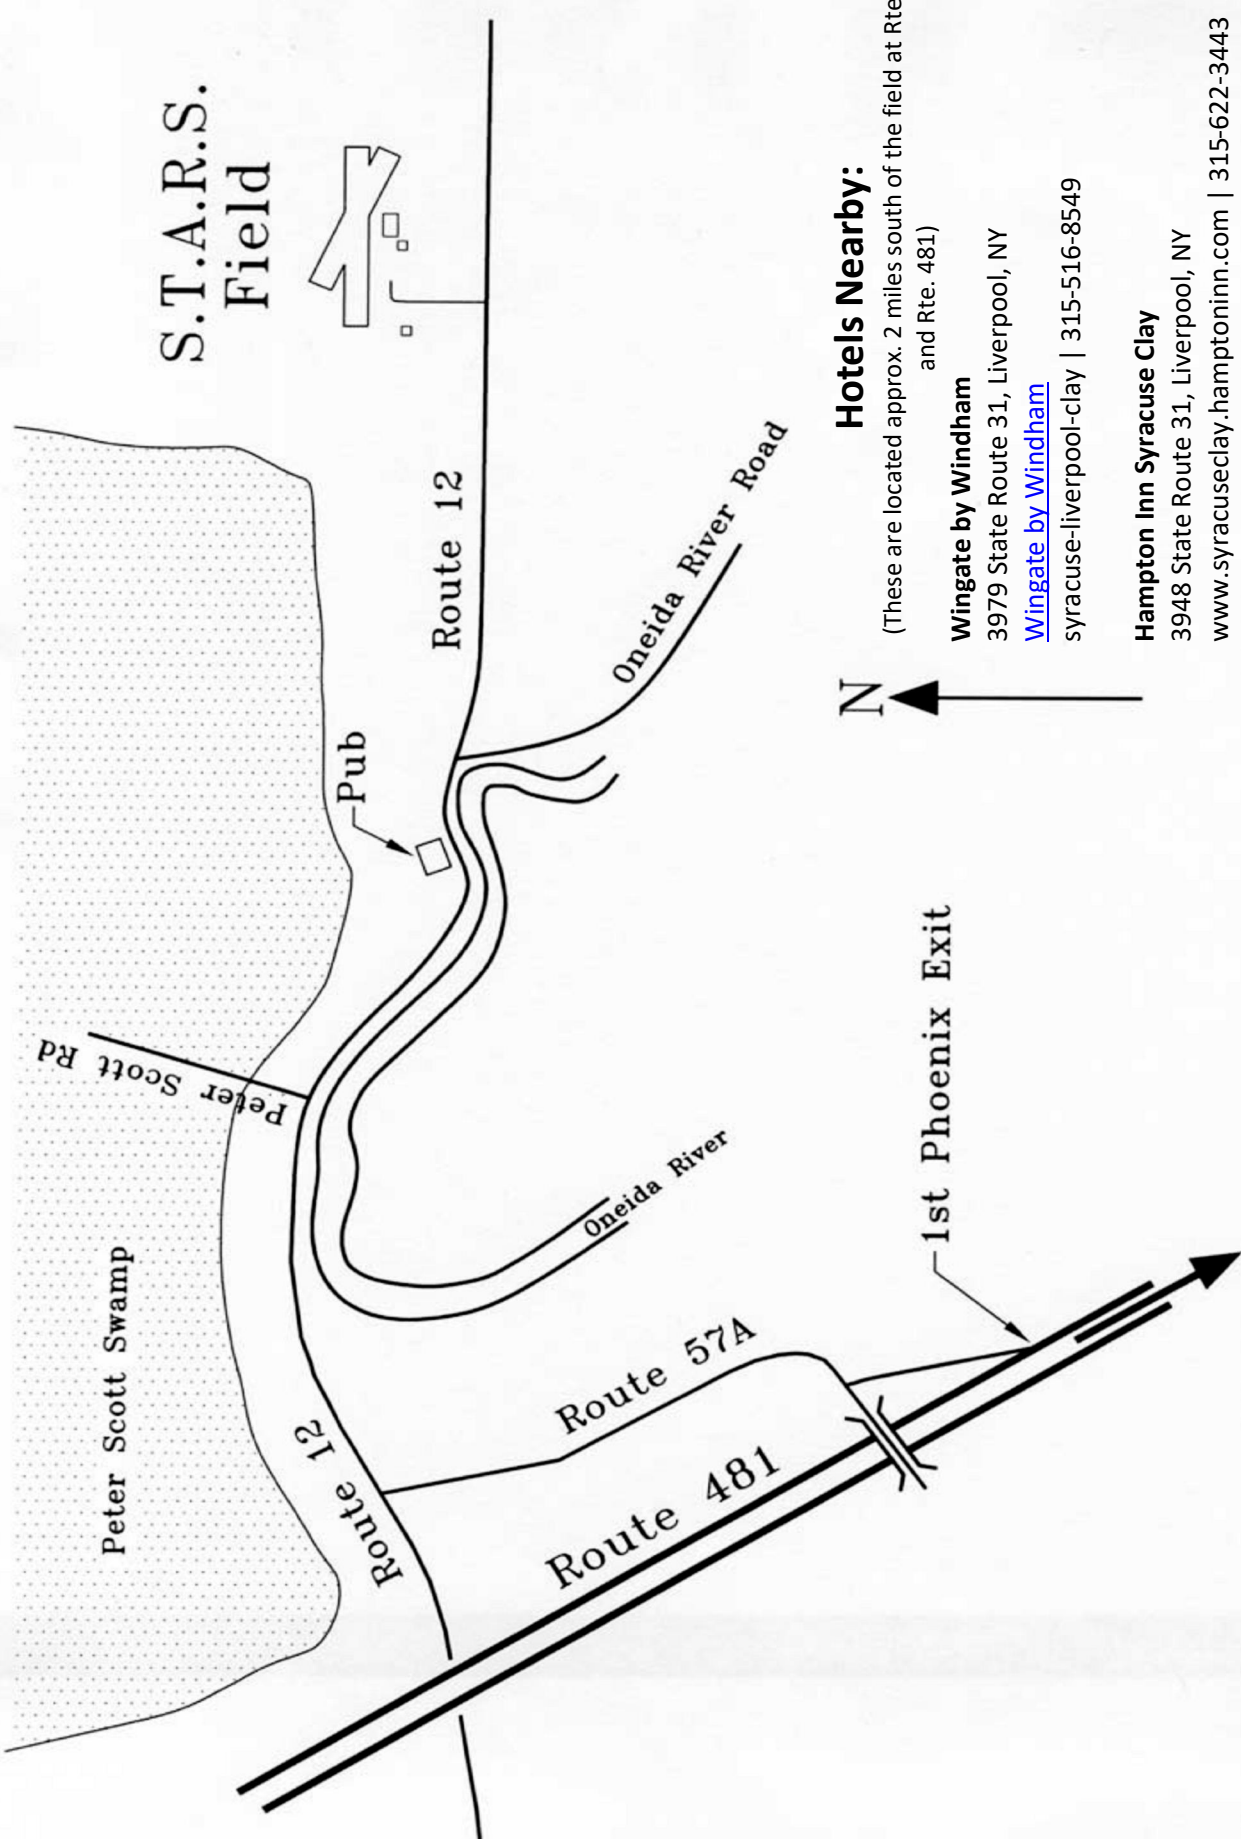 Peter Scott Swamp
Peter Scott Rd
S.T.A.R.S.
Field
Route 12
Pub
Route 12
Oneida River Road
Oneida River
Route 57A
Route 481
1st Phoenix Exit
N
Hotels Nearby:
(These are located approx. 2 miles south of the field at Rte
and Rte. 481)
Wingate by Windham
3979 State Route 31, Liverpool, NY
Wingate by Windham
syracuse-liverpool-clay | 315-516-8549
Hampton Inn Syracuse Clay
3948 State Route 31, Liverpool, NY
www.syracuseclay.hamptoninn.com | 315-622-3443